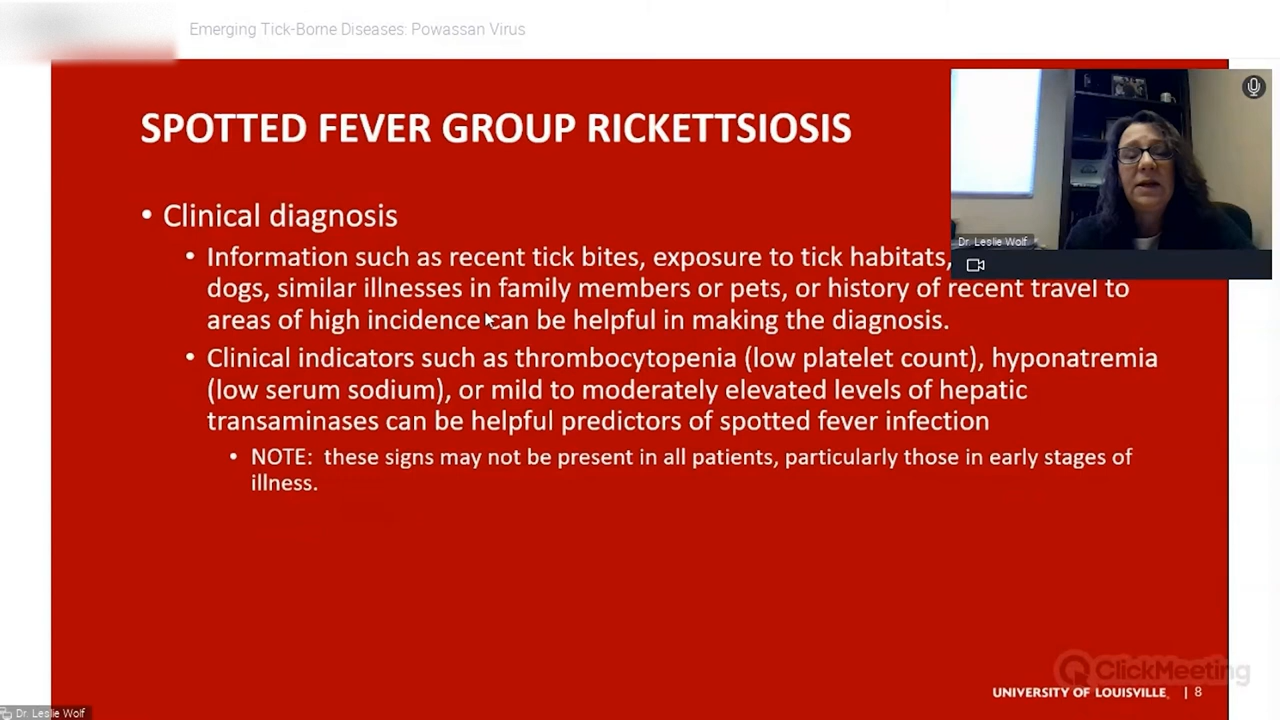 Emerging Tick-Borne Diseases: Powassan Virus
SPOTTED FEVER GROUP RICKETTSIOSIS
• Clinical diagnosis
• Information such as recent tick bites, exposure to tick habitats,
dogs, similar illnesses in family members or pets, or history of recent travel to
areas of high incidence can be helpful in making the diagnosis.
• Clinical indicators such as thrombocytopenia (low platelet count), hyponatremia
(low serum sodium), or mild to moderately elevated levels of hepatic
transaminases can be helpful predictors of spotted fever infection
• NOTE: these signs may not be present in all patients, particularly those in early stages of
illness.
Dr. Leslie Wolf
ClickMeeting
UNIVERSITY OF LOUISVILLE. | 8
Dr. Leslie Wolf